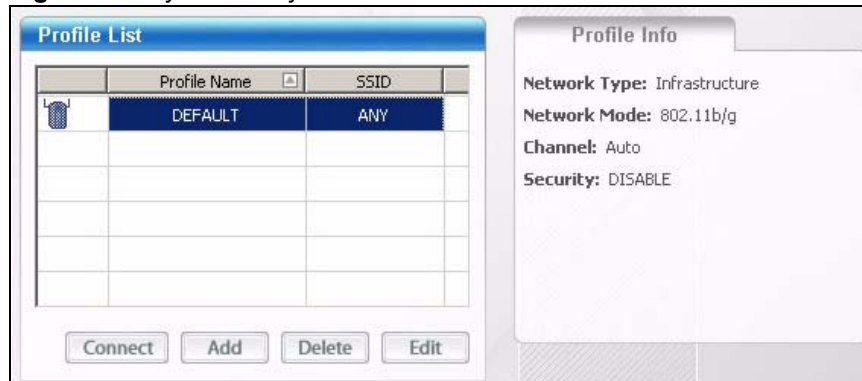 Profile List
Profile Name SSID
DEFAULT ANY
Connect Add Delete Edit
Profile Info
Network Type: Infrastructure
Network Mode: 802.11b/g
Channel: Auto
Security: DISABLE